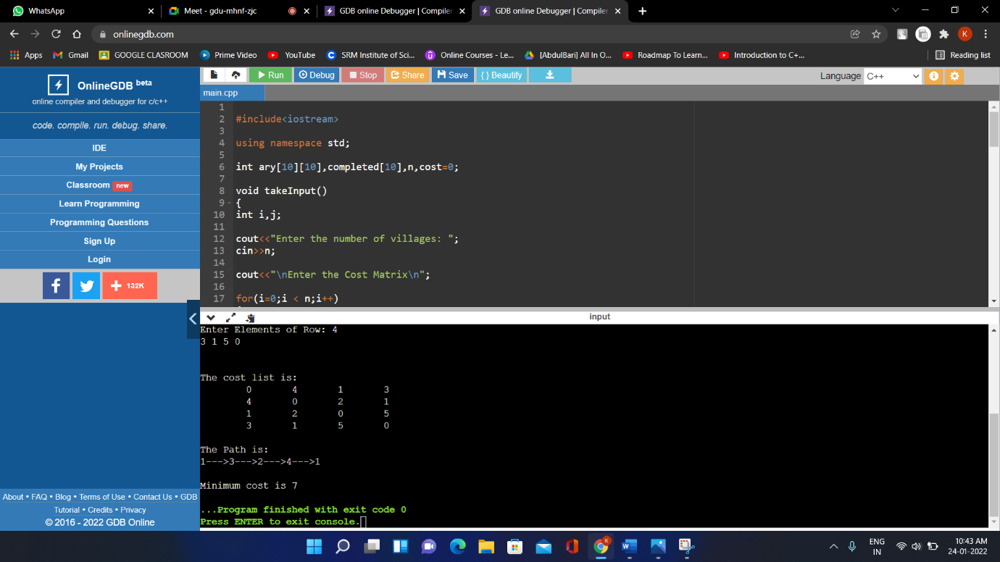 WhatsApp
Meet - gdu-mhnf-zjc
GDB online Debugger | Compiler
GDB online Debugger | Compiler
onlinegdb.com
K
Apps
Gmail
GOOGLE CLASROOM
Prime Video
YouTube
SRM Institute of Sci...
Online Courses - Le...
[AbdulBari] All In O...
Roadmap To Learn...
Introduction to C+...
Reading list
OnlineGDB beta
online compiler and debugger for c/c++
code. compile. run. debug. share.
IDE
My Projects
Classroom new
Learn Programming
Programming Questions
Sign Up
Login
f
+ 132K
About • FAQ • Blog • Terms of Use • Contact Us • GDB
Tutorial • Credits • Privacy
© 2016 - 2022 GDB Online
Run
Debug
Stop
Share
Save
{ } Beautify
Language C++
main.cpp
1
2 #include<iostream>
3
4 using namespace std;
5
6 int ary[10][10],completed[10],n,cost=0;
7
8 void takeInput()
9 {
10 int i,j;
11
12 cout<<"Enter the number of villages: ";
13 cin>>n;
14
15 cout<<"\nEnter the Cost Matrix\n";
16
17 for(i=0;i < n;i++)
input
Enter Elements of Row: 4
3 1 5 0
The cost list is:
0 4 1 3
4 0 2 1
1 2 0 5
3 1 5 0
The Path is:
1--->3--->2--->4--->1
Minimum cost is 7
...Program finished with exit code 0
Press ENTER to exit console.
ENG
IN
10:43 AM
24-01-2022